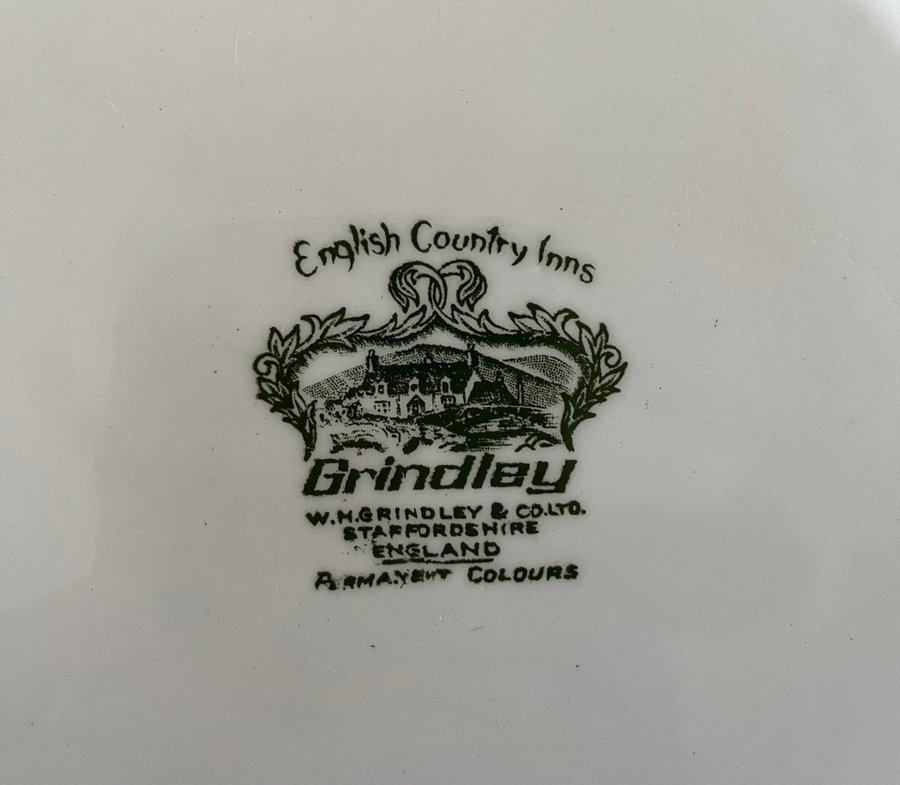 English Country Inns
Grindley
W.H.GRINDLEY & CO.LTD.
STAFFORDSHIRE
ENGLAND
PERMANENT COLOURS